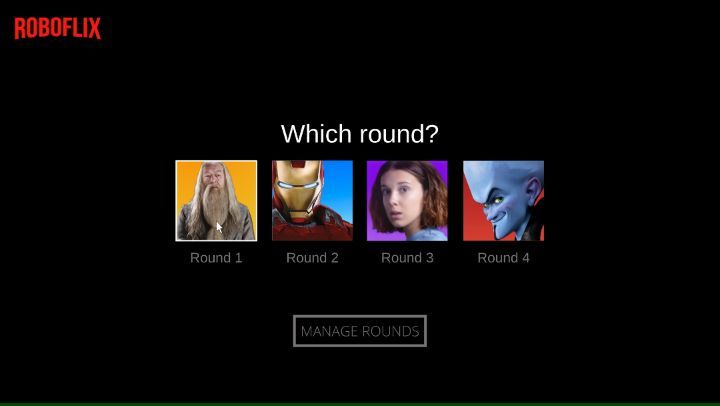 ROBOFLIX
Which round?
Round 1
Round 2
Round 3
Round 4
MANAGE ROUNDS